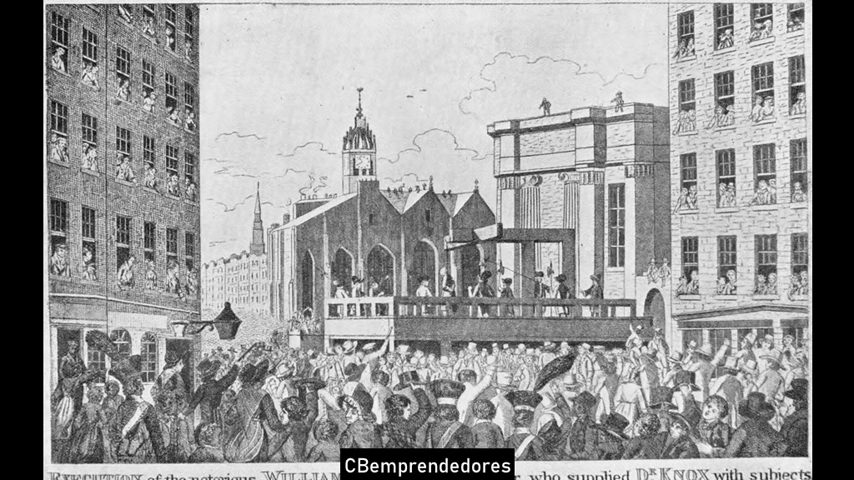 EXECUTION of the notorious WILLIAM
who supplied DR KNOX with subjects
CBemprendedores